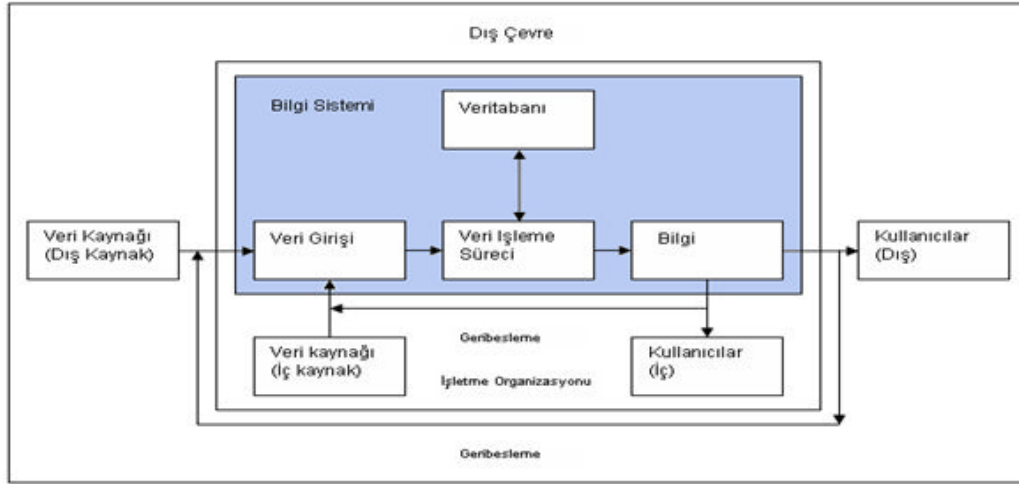 Dış Çevre
Bilgi Sistemi
Veritabanı
Veri Kaynağı
(Dış Kaynak)
Veri Girişi
Veri İşleme
Süreci
Bilgi
Kullanıcılar
(Dış)
Geribesleme
Veri kaynağı
(İç kaynak)
Kullanıcılar
(İç)
İşletme Organizasyonu
Geribesleme